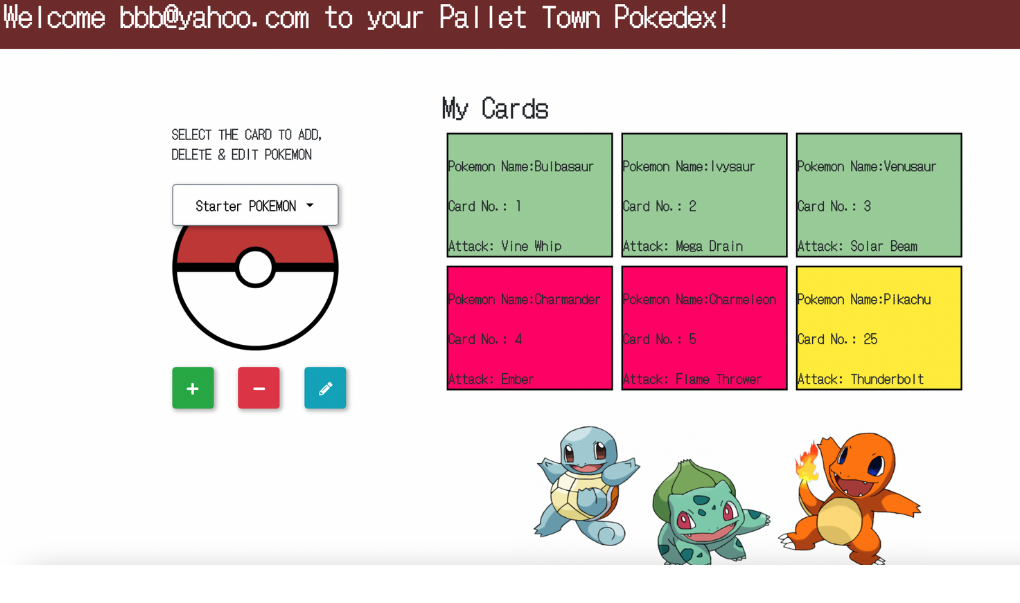 Welcome bbb@yahoo.com to your Pallet Town Pokedex!
SELECT THE CARD TO ADD,
DELETE & EDIT POKEMON
Starter POKEMON
My Cards
Pokemon Name:Bulbasaur
Card No.: 1
Attack: Vine Whip
Pokemon Name:Ivysaur
Card No.: 2
Attack: Mega Drain
Pokemon Name:Venusaur
Card No.: 3
Attack: Solar Beam
Pokemon Name:Charmander
Card No.: 4
Attack: Ember
Pokemon Name:Charmeleon
Card No.: 5
Attack: Flame Thrower
Pokemon Name:Pikachu
Card No.: 25
Attack: Thunderbolt